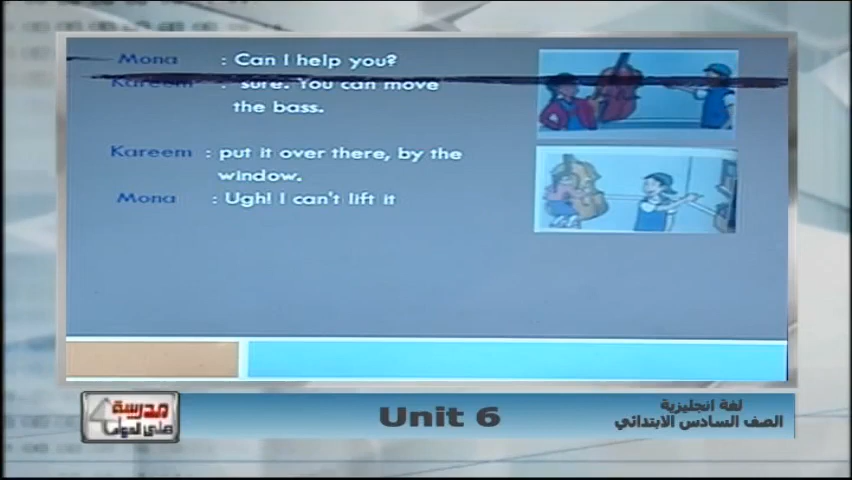 Mona : Can I help you?
Kareem : sure. You can move
the bass.
Kareem : put it over there, by the
window.
Mona : Ugh! I can't lift it
مدرسة
على الهوا
Unit 6
لغة انجليزية
الصف السادس الابتدائي